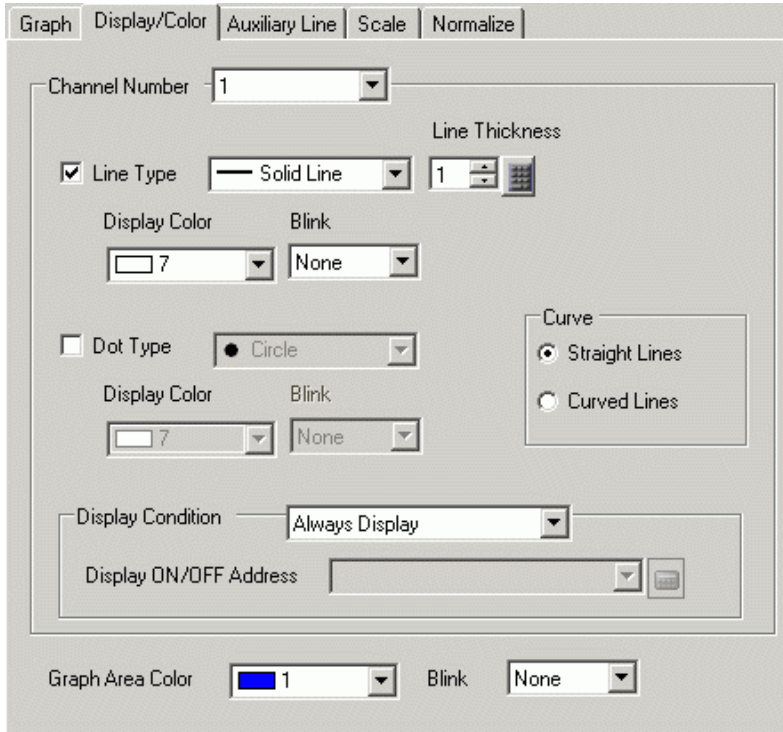 Graph Display/Color Auxiliary Line Scale Normalize
Channel Number 1
Line Thickness
Line Type Solid Line 1
Display Color Blink
7 None
Curve
Dot Type Circle Straight Lines
Display Color Blink Curved Lines
7 None
Display Condition Always Display
Display ON/OFF Address
Graph Area Color 1 Blink None